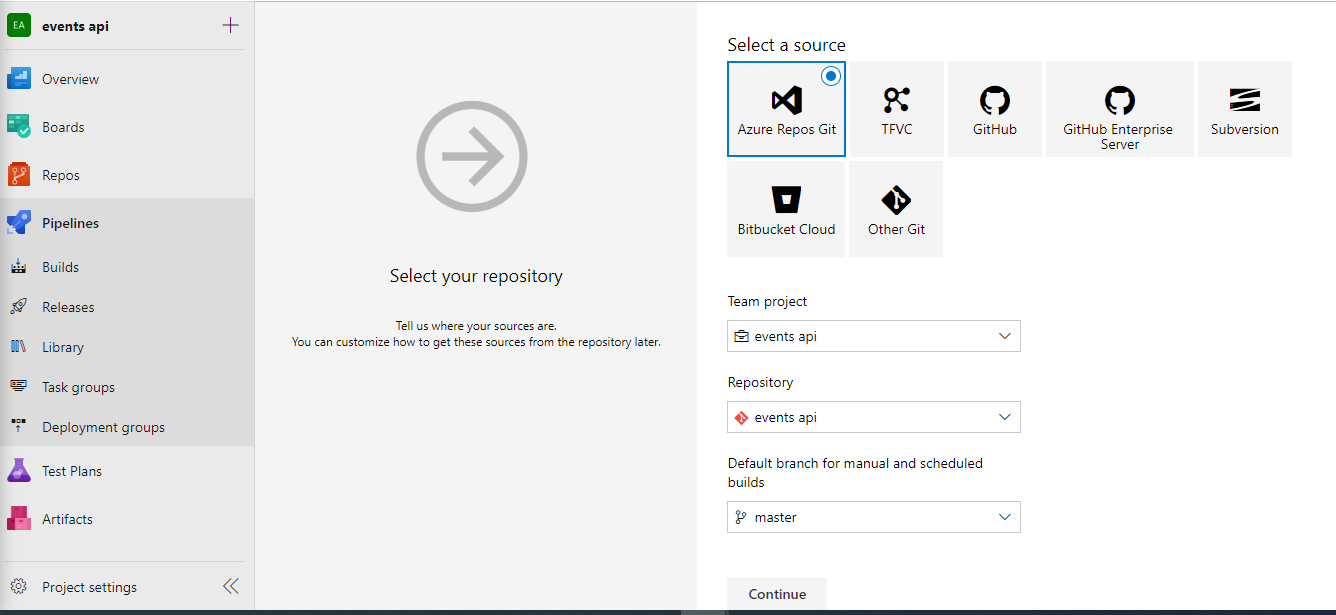 EA events api
Overview
Boards
Repos
Pipelines
Builds
Releases
Library
Task groups
Deployment groups
Test Plans
Artifacts
Project settings
Select your repository
Tell us where your sources are.
You can customize how to get these sources from the repository later.
Select a source
Azure Repos Git
TFVC
GitHub
GitHub Enterprise
Server
Subversion
Bitbucket Cloud
Other Git
Team project
events api
Repository
events api
Default branch for manual and scheduled
builds
master
Continue